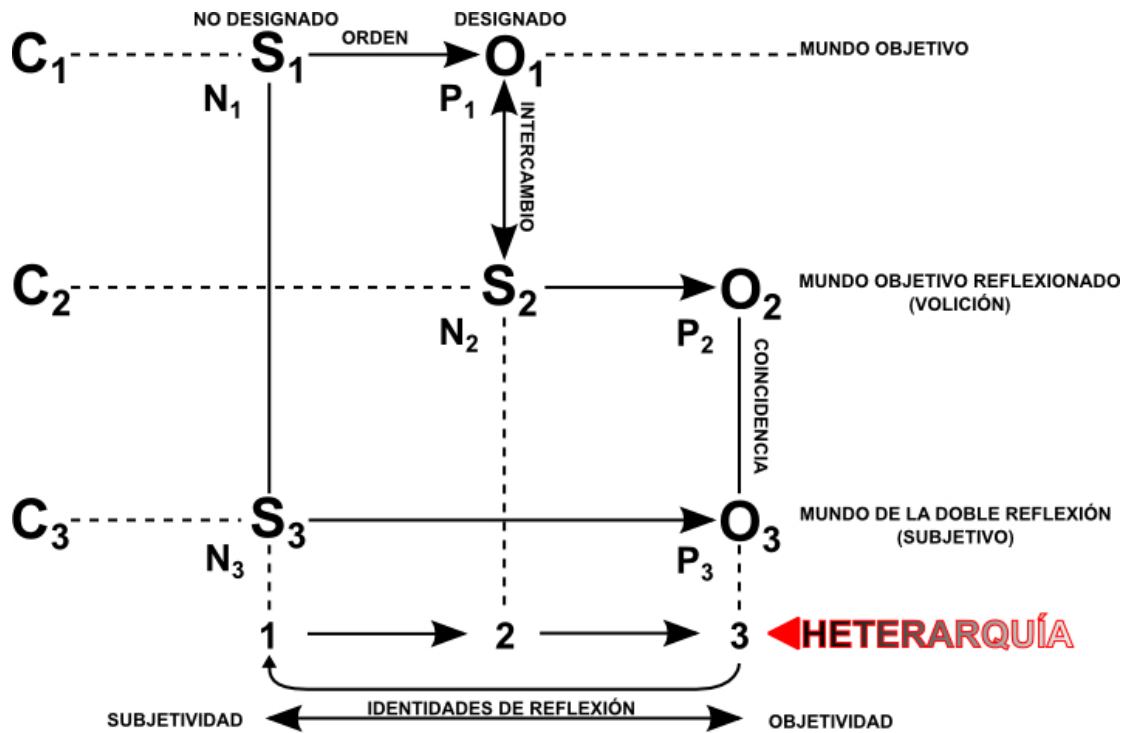 NO DESIGNADO
DESIGNADO
C1
S1
ORDEN
O1
MUNDO OBJETIVO
N1
P1
INTERCAMBIO
C2
S2
O2
MUNDO OBJETIVO REFLEXIONADO
(VOLICIÓN)
N2
P2
COINCIDENCIA
C3
S3
O3
MUNDO DE LA DOBLE REFLEXIÓN
(SUBJETIVO)
N3
P3
1
2
3
HETERARQUÍA
IDENTIDADES DE REFLEXIÓN
SUBJETIVIDAD
OBJETIVIDAD